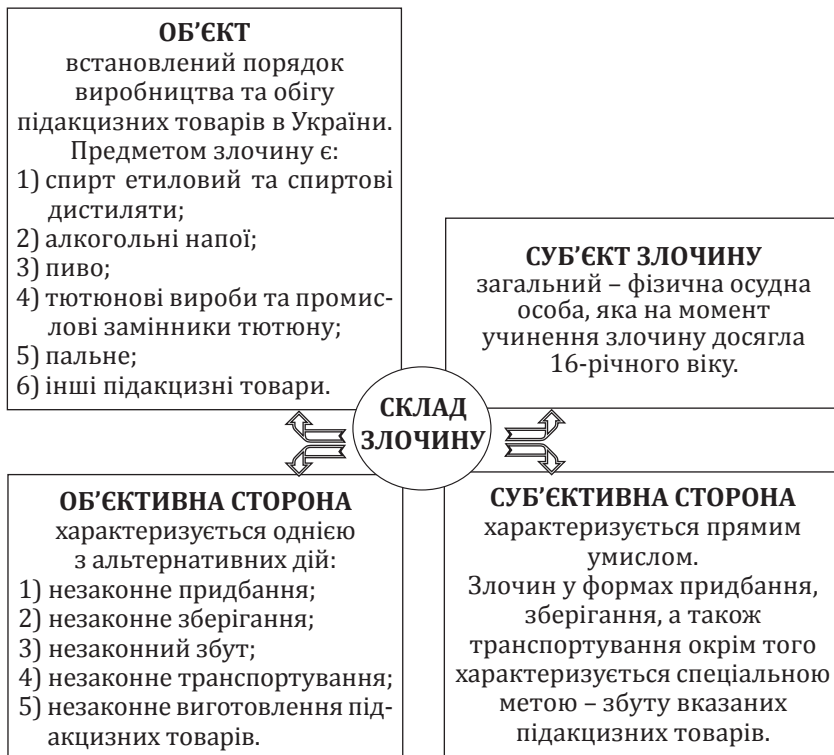 ОБ’ЄКТ
встановлений порядок
виробництва та обігу
підакцизних товарів в Україні.
Предметом злочину є:
1) спирт етиловий та спиртові
дистиляти;
2) алкогольні напої;
3) пиво;
4) тютюнові вироби та промис-
лові замінники тютюну;
5) пальне;
6) інші підакцизні товари.
СУБ’ЄКТ ЗЛОЧИНУ
загальний – фізична осудна
особа, яка на момент
учинення злочину досягла
16-річного віку.
СКЛАД
ЗЛОЧИНУ
ОБ’ЄКТИВНА СТОРОНА
характеризується однією
з альтернативних дій:
1) незаконне придбання;
2) незаконне зберігання;
3) незаконний збут;
4) незаконне транспортування;
5) незаконне виготовлення під-
акцизних товарів.
СУБ’ЄКТИВНА СТОРОНА
характеризується прямим
умислом.
Злочин у формах придбання,
зберігання, а також
транспортування окрім того
характеризується спеціальною
метою – збуту вказаних
підакцизних товарів.